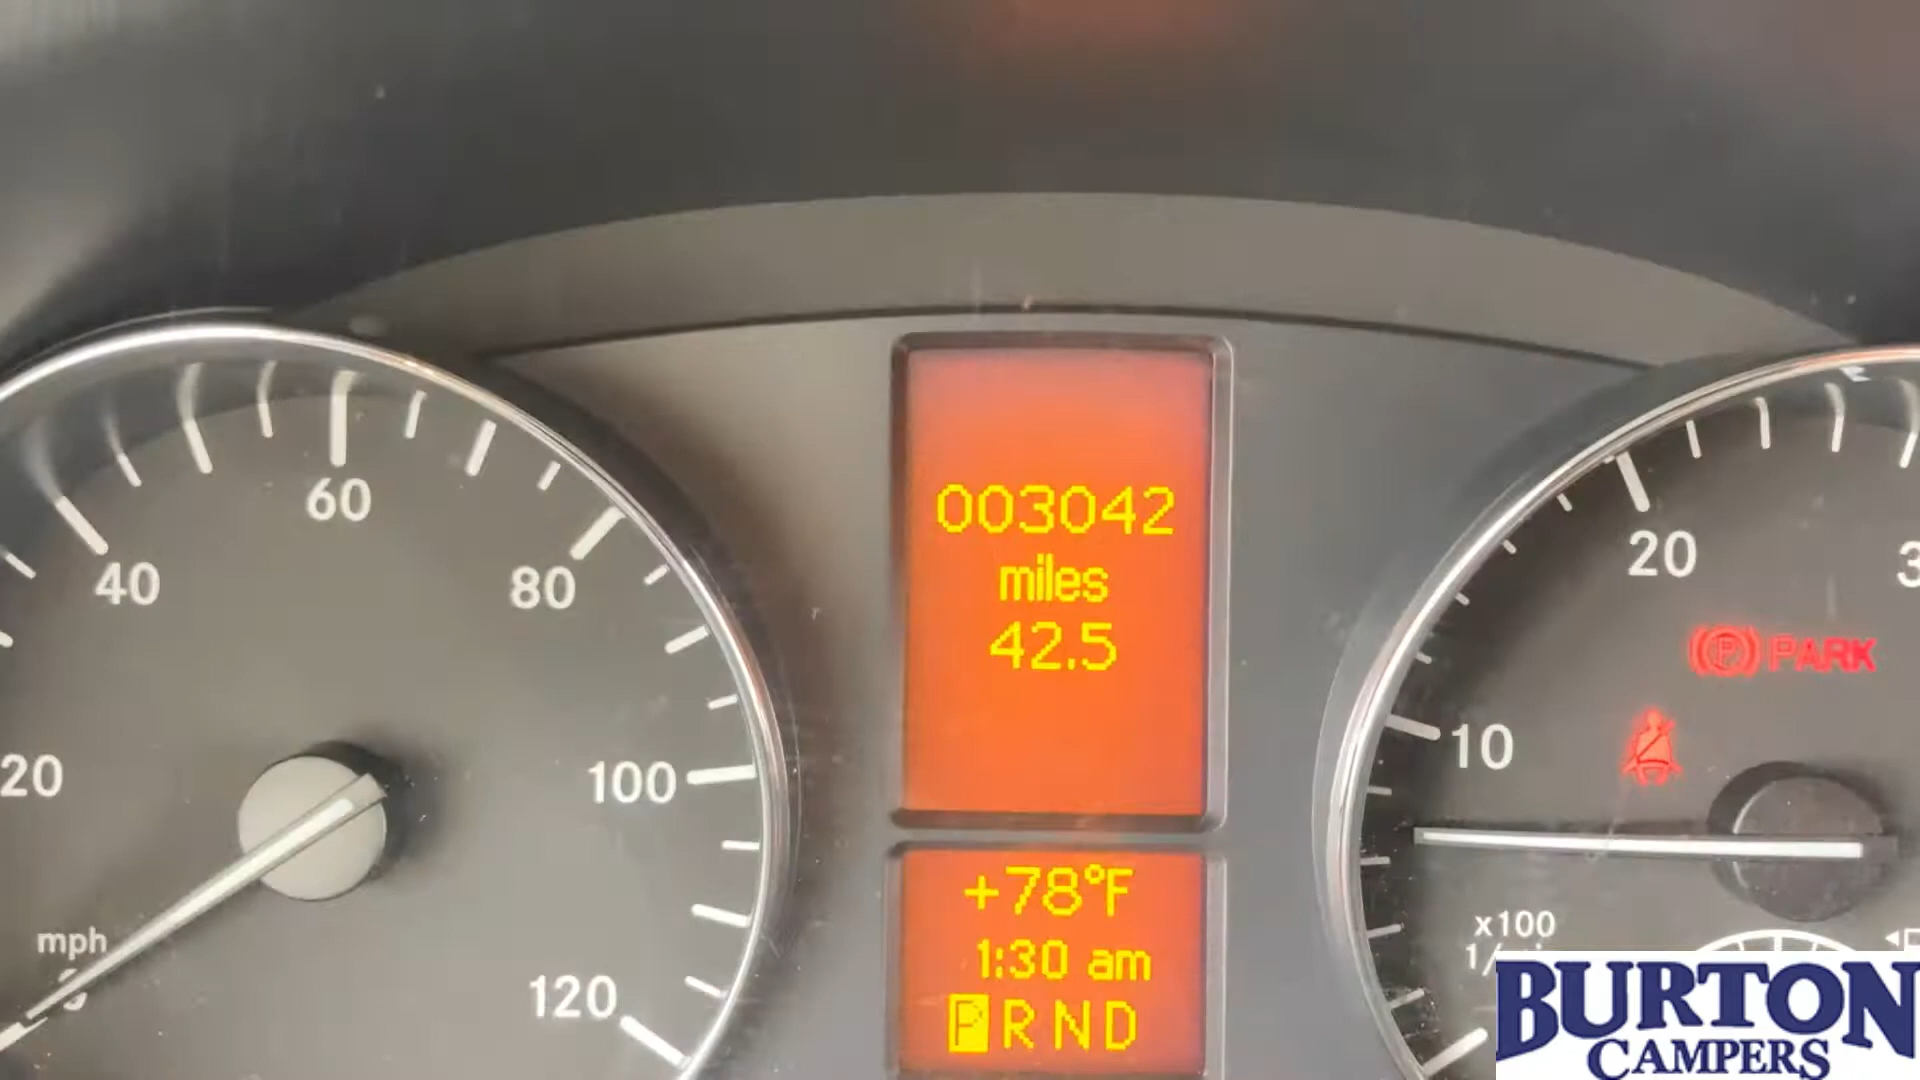 60
40
80
20
100
mph
120
003042
miles
42.5
+78°F
1:30 am
P R N D
20
(P) PARK
10
x100
BURTON
CAMPERS